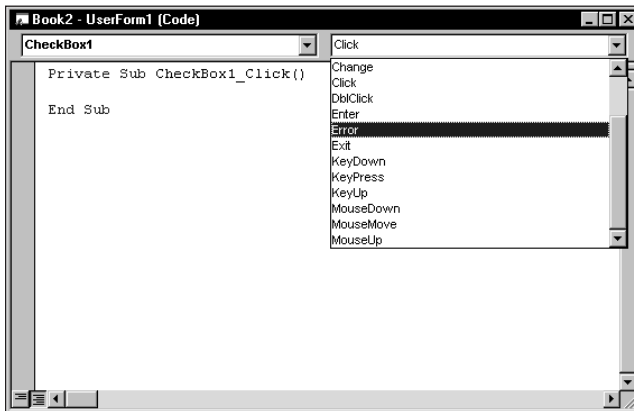 Book2 - UserForm1 (Code)
CheckBox1
Click
Private Sub CheckBox1_Click()
End Sub
Change
Click
DblClick
Enter
Error
Exit
KeyDown
KeyPress
KeyUp
MouseDown
MouseMove
MouseUp